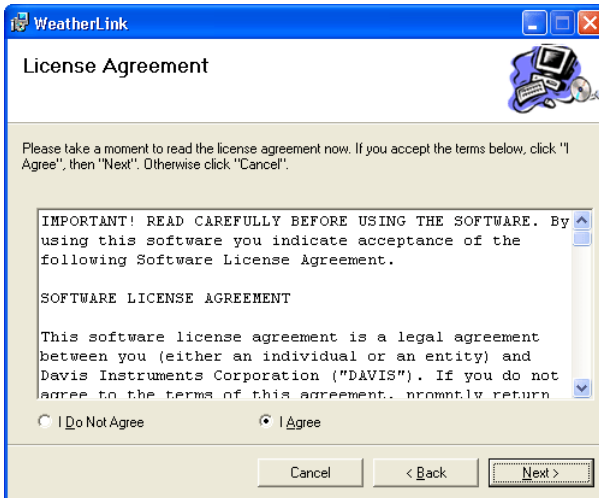 WeatherLink
License Agreement
Please take a moment to read the license agreement now. If you accept the terms below, click "I
Agree", then "Next". Otherwise click "Cancel".
IMPORTANT! READ CAREFULLY BEFORE USING THE SOFTWARE. By
using this software you indicate acceptance of the
following Software License Agreement.
SOFTWARE LICENSE AGREEMENT
This software license agreement is a legal agreement
between you (either an individual or an entity) and
Davis Instruments Corporation ("DAVIS"). If you do not
agree to the terms of this agreement, promptly return
I Do Not Agree
I Agree
Cancel
< Back
Next >